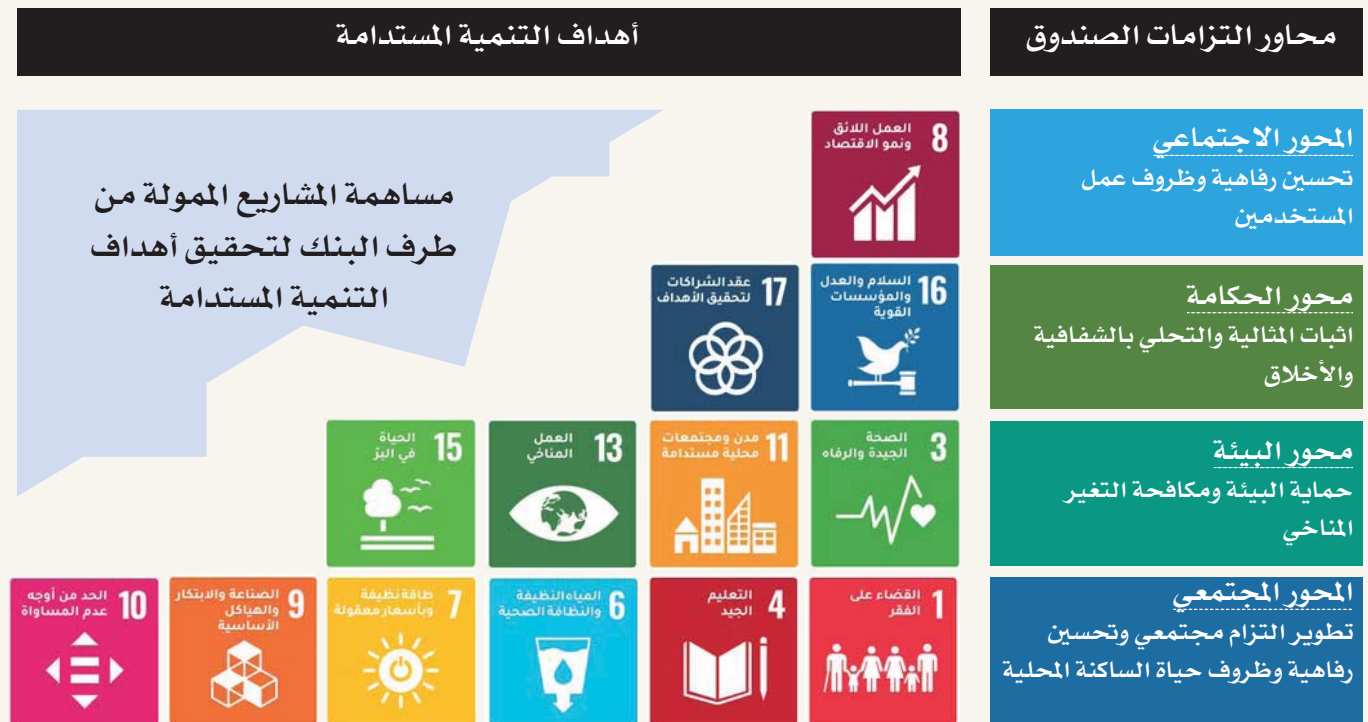 محاور التزامات الصندوق
أهداف التنمية المستدامة
المحور الاجتماعي
تحسين رفاهية وظروف عمل
المستخدمين
8
العمل اللائق
ونمو الاقتصاد
مساهمة المشاريع الممولة من
طرف البنك لتحقيق أهداف
التنمية المستدامة
محور الحكامة
اثبات المثالية والتحلي بالشفافية
والأخلاق
16
السلام والعدل
والمؤسسات
القوية
17
عقد الشراكات
لتحقيق الأهداف
محور البيئة
حماية البيئة ومكافحة التغير
المناخي
3
الصحة
الجيدة والرفاه
11
مدن ومجتمعات
محلية مستدامة
13
العمل
المناخي
15
الحياة
في البرّ
المحور المجتمعي
تطوير التزام مجتمعي وتحسين
رفاهية وظروف حياة الساكنة المحلية
1
القضاء على
الفقر
4
التعليم
الجيد
6
المياه النظيفة
والنظافة الصحية
7
طاقة نظيفة
وبأسعار معقولة
9
الصناعة والابتكار
والهياكل
الأساسية
10
الحد من أوجه
عدم المساواة